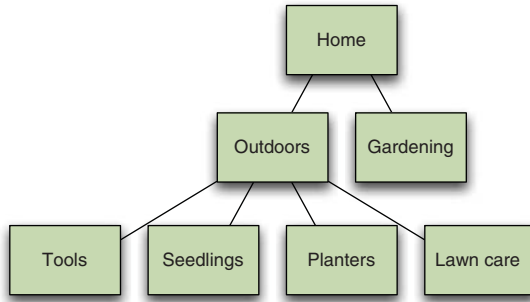 Home
Outdoors
Gardening
Tools
Seedlings
Planters
Lawn care